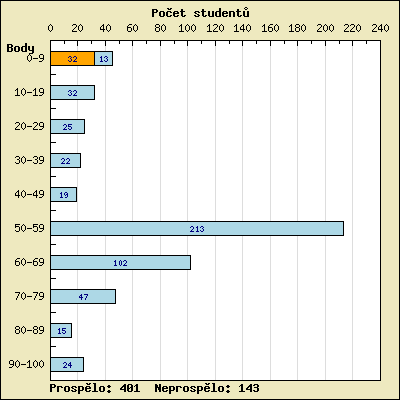 Počet studentů
0 20 40 60 80 100 120 140 160 180 200 220 240
Body
0-9 32 13
10-19 32
20-29 25
30-39 22
40-49 19
50-59 213
60-69 102
70-79 47
80-89 15
90-100 24
Prospělo: 401 Neprospělo: 143